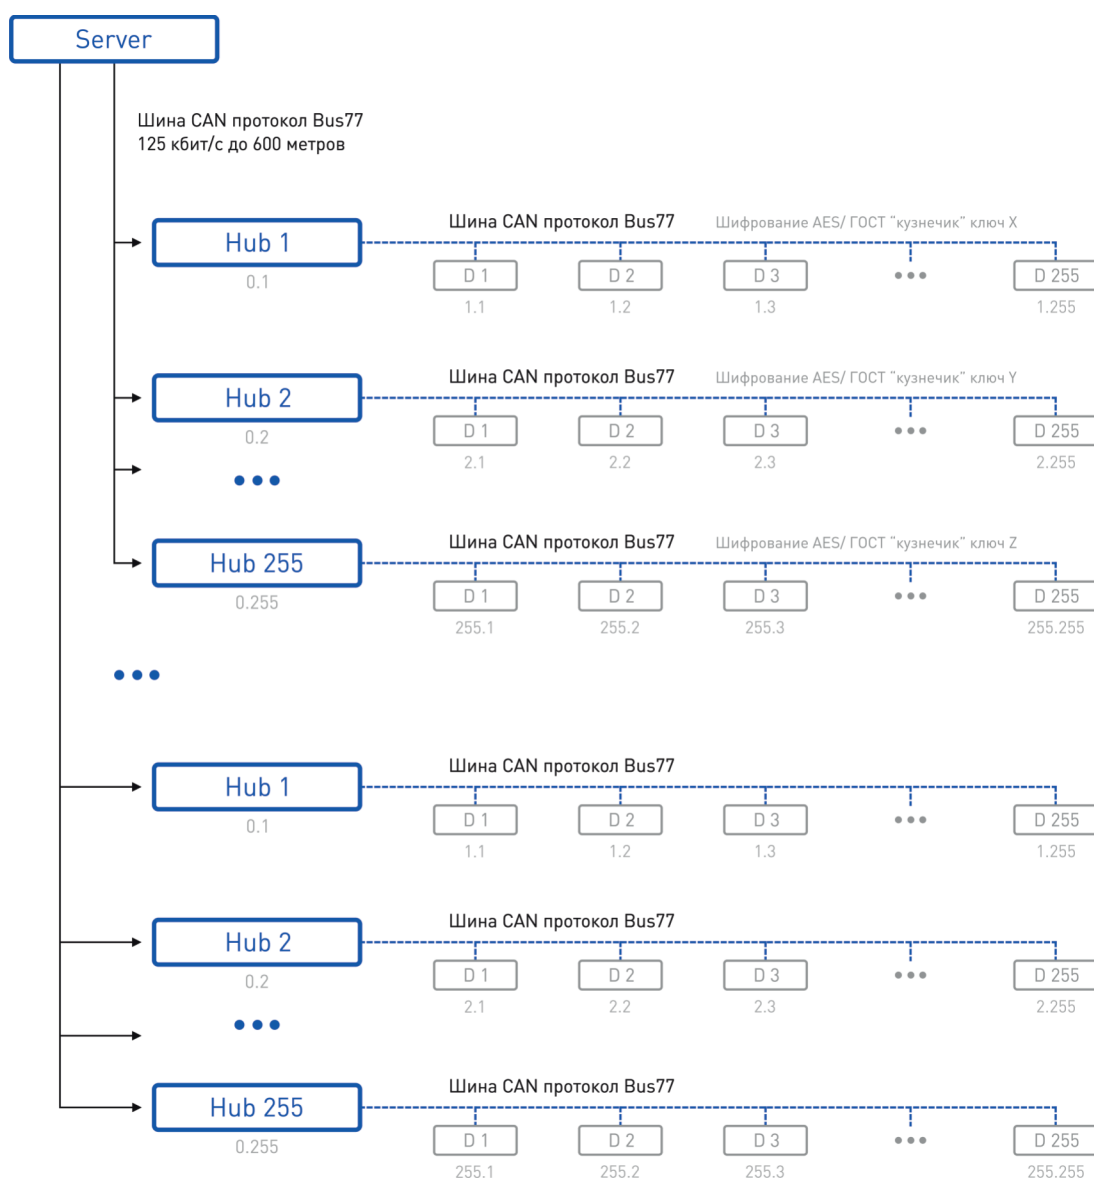 Server
Шина CAN протокол Bus77
125 кбит/с до 600 метров
Шина CAN протокол Bus77 Шифрование AES/ ГОСТ "кузнечик" ключ X
Hub 1
D 1 D 2 D 3 D 255
0.1
1.1 1.2 1.3 1.255
Шина CAN протокол Bus77 Шифрование AES/ ГОСТ "кузнечик" ключ Y
Hub 2
D 1 D 2 D 3 D 255
0.2
2.1 2.2 2.3 2.255
Шина CAN протокол Bus77 Шифрование AES/ ГОСТ "кузнечик" ключ Z
Hub 255
D 1 D 2 D 3 D 255
0.255
255.1 255.2 255.3 255.255
Шина CAN протокол Bus77
Hub 1
D 1 D 2 D 3 D 255
0.1
1.1 1.2 1.3 1.255
Шина CAN протокол Bus77
Hub 2
D 1 D 2 D 3 D 255
0.2
2.1 2.2 2.3 2.255
Шина CAN протокол Bus77
Hub 255
D 1 D 2 D 3 D 255
0.255
255.1 255.2 255.3 255.255